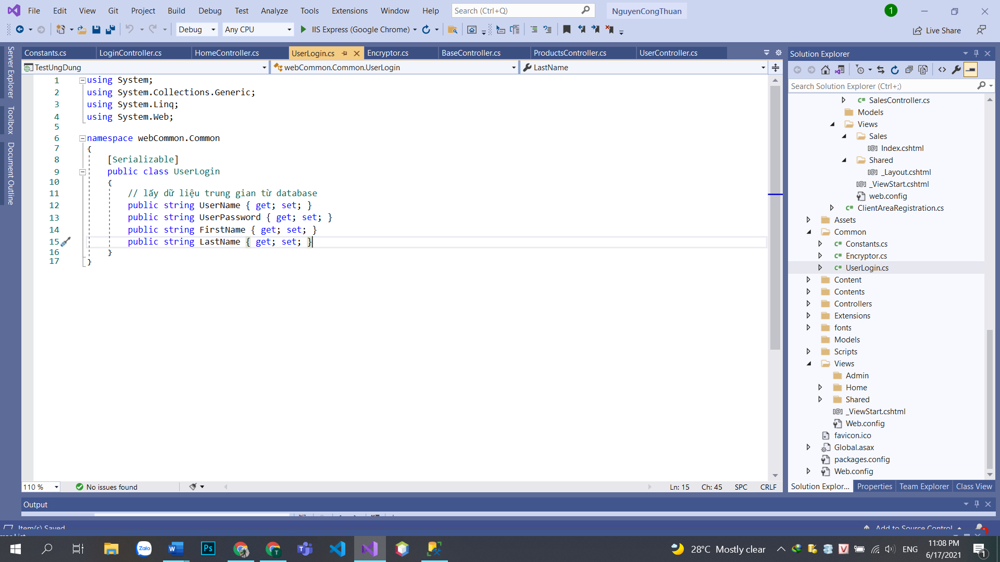 File Edit View Git Project Build Debug Test Analyze Tools Extensions Window Help Search (Ctrl+Q) NguyenCongThuan 1
Debug Any CPU IIS Express (Google Chrome) Live Share
Server Explorer
Toolbox
Document Outline
Constants.cs LoginController.cs HomeController.cs UserLogin.cs Encryptor.cs BaseController.cs ProductsController.cs UserController.cs
TestUngDung webCommon.Common.UserLogin LastName
1 using System;
2 using System.Collections.Generic;
3 using System.Linq;
4 using System.Web;
5
6 namespace webCommon.Common
7 {
8 [Serializable]
9 public class UserLogin
10 {
11 // lấy dữ liệu trung gian từ database
12 public string UserName { get; set; }
13 public string UserPassword { get; set; }
14 public string FirstName { get; set; }
15 public string LastName { get; set; }
16 }
17 }
110 % No issues found Ln: 15 Ch: 45 SPC CRLF
Solution Explorer
Search Solution Explorer (Ctrl+;)
C# SalesController.cs
Models
Views
Sales
[@] Index.cshtml
Shared
[@] _Layout.cshtml
[@] _ViewStart.cshtml
web.config
C# ClientAreaRegistration.cs
Assets
Common
C# Constants.cs
C# Encryptor.cs
C# UserLogin.cs
Content
Contents
Controllers
Extensions
fonts
Models
Scripts
Views
Admin
Home
Shared
[@] _ViewStart.cshtml
Web.config
favicon.ico
Global.asax
packages.config
Web.config
Solution Explor... Properties Team Explorer Class View
Output
Item(s) Saved Add to Source Control
Zalo Ps T 28°C Mostly clear V ENG 11:08 PM
6/17/2021 1